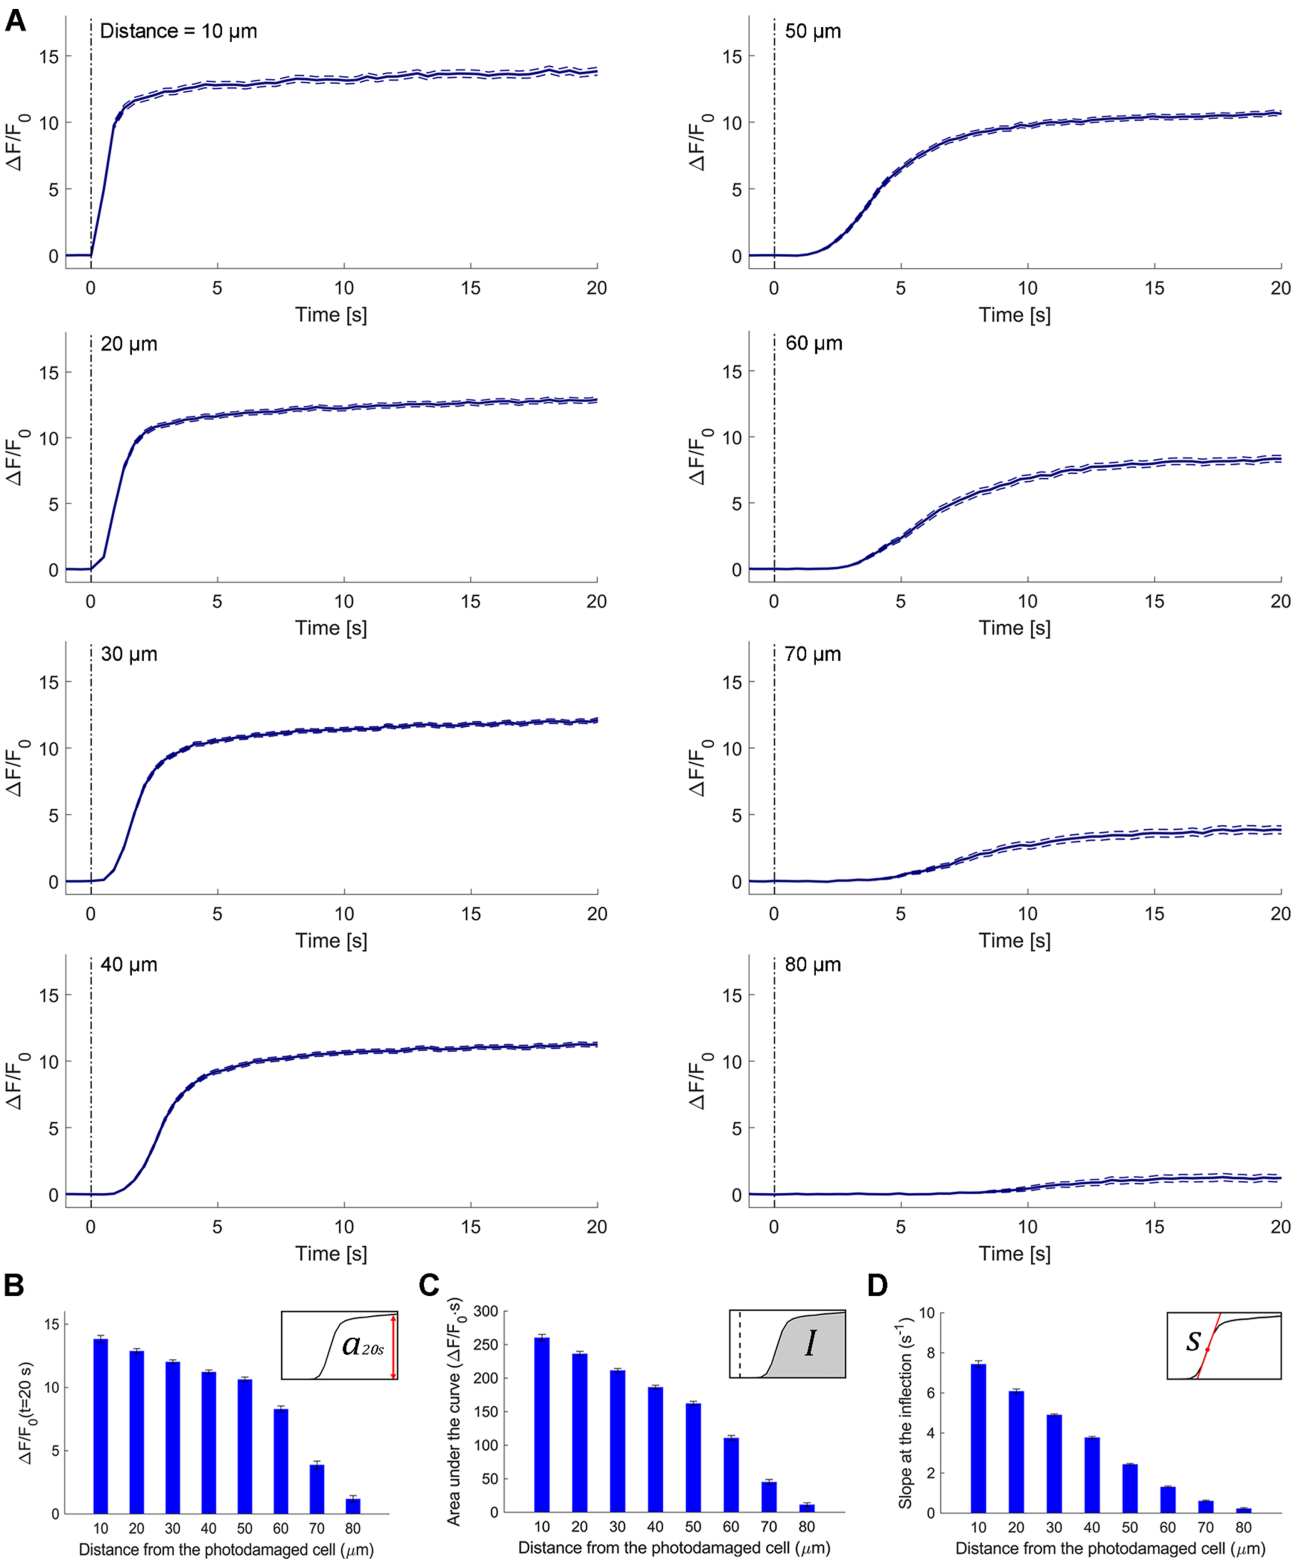 A
Distance = 10 µm
15
10
5
0
ΔF/F0
0 5 10 15 20
Time [s]
50 µm
15
10
5
0
ΔF/F0
0 5 10 15 20
Time [s]
20 µm
15
10
5
0
ΔF/F0
0 5 10 15 20
Time [s]
60 µm
15
10
5
0
ΔF/F0
0 5 10 15 20
Time [s]
30 µm
15
10
5
0
ΔF/F0
0 5 10 15 20
Time [s]
70 µm
15
10
5
0
ΔF/F0
0 5 10 15 20
Time [s]
40 µm
15
10
5
0
ΔF/F0
0 5 10 15 20
Time [s]
80 µm
15
10
5
0
ΔF/F0
0 5 10 15 20
Time [s]
B
ΔF/F0(t=20 s)
15
10
5
0
a20s
10 20 30 40 50 60 70 80
Distance from the photodamaged cell (µm)
C
Area under the curve (ΔF/F0·s)
300
250
200
150
100
50
0
I
10 20 30 40 50 60 70 80
Distance from the photodamaged cell (µm)
D
Slope at the inflection (s-1)
10
8
6
4
2
0
s
10 20 30 40 50 60 70 80
Distance from the photodamaged cell (µm)